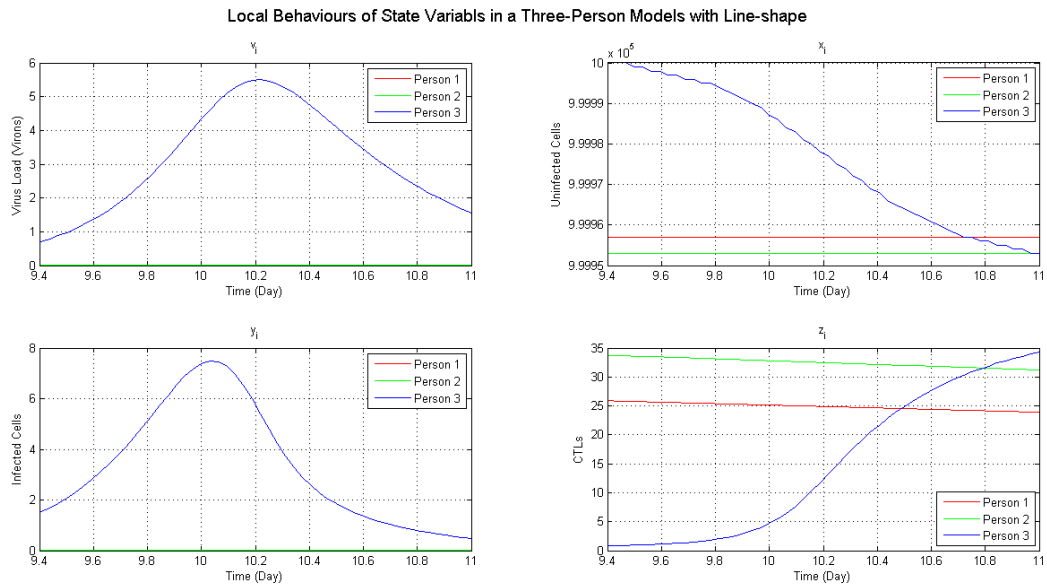 Local Behaviours of State Variabls in a Three-Person Models with Line-shape
v_i
Virus Load (Virons)
6
5
4
3
2
1
0
9.4 9.6 9.8 10 10.2 10.4 10.6 10.8 11
Time (Day)
Person 1
Person 2
Person 3
x_i
x 10^5
Uninfected Cells
10
9.9999
9.9998
9.9997
9.9996
9.9995
9.4 9.6 9.8 10 10.2 10.4 10.6 10.8 11
Time (Day)
Person 1
Person 2
Person 3
y_i
Infected Cells
8
6
4
2
0
9.4 9.6 9.8 10 10.2 10.4 10.6 10.8 11
Time (Day)
Person 1
Person 2
Person 3
z_i
CTLs
35
30
25
20
15
10
5
0
9.4 9.6 9.8 10 10.2 10.4 10.6 10.8 11
Time (Day)
Person 1
Person 2
Person 3